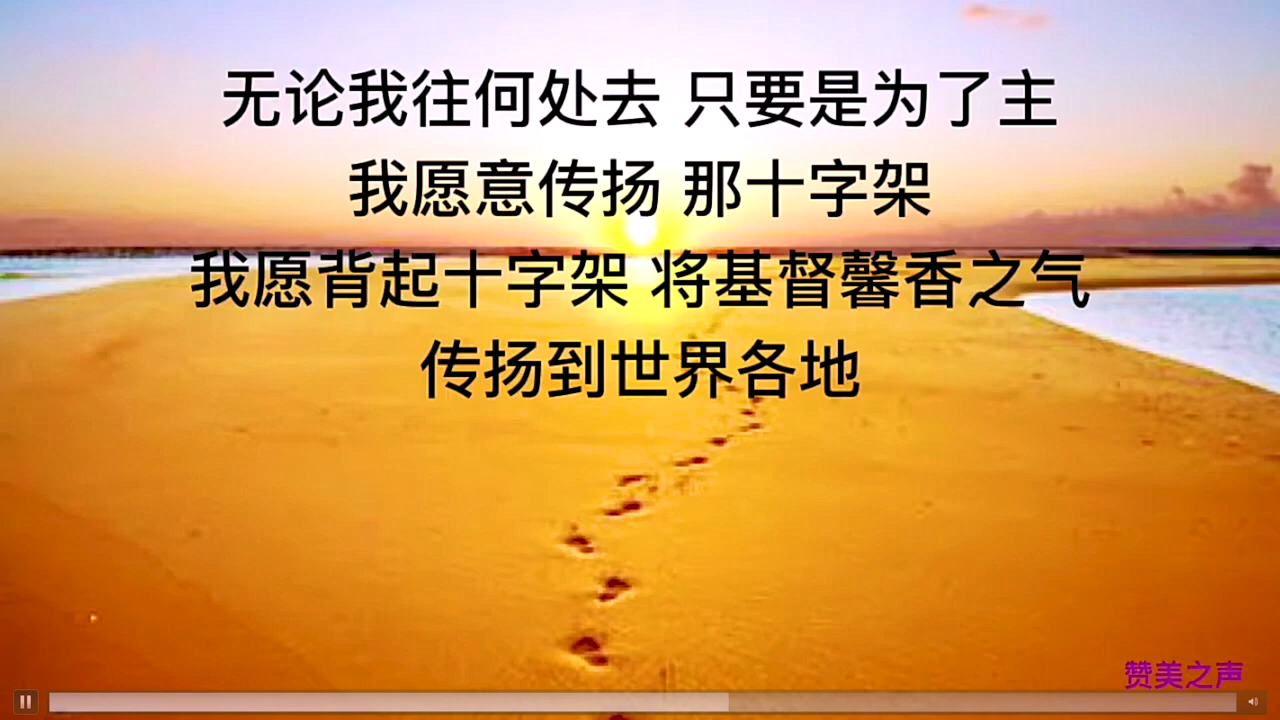 无论我往何处去 只要是为了主
我愿意传扬 那十字架
我愿背起十字架 将基督馨香之气
传扬到世界各地
赞美之声